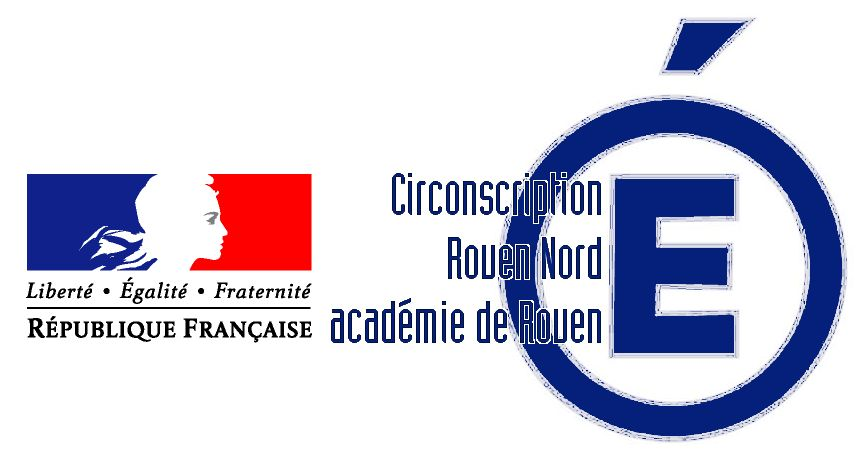 Liberté • Égalité • Fraternité
RÉPUBLIQUE FRANÇAISE
Circonscription
Rouen Nord
académie de Rouen
É